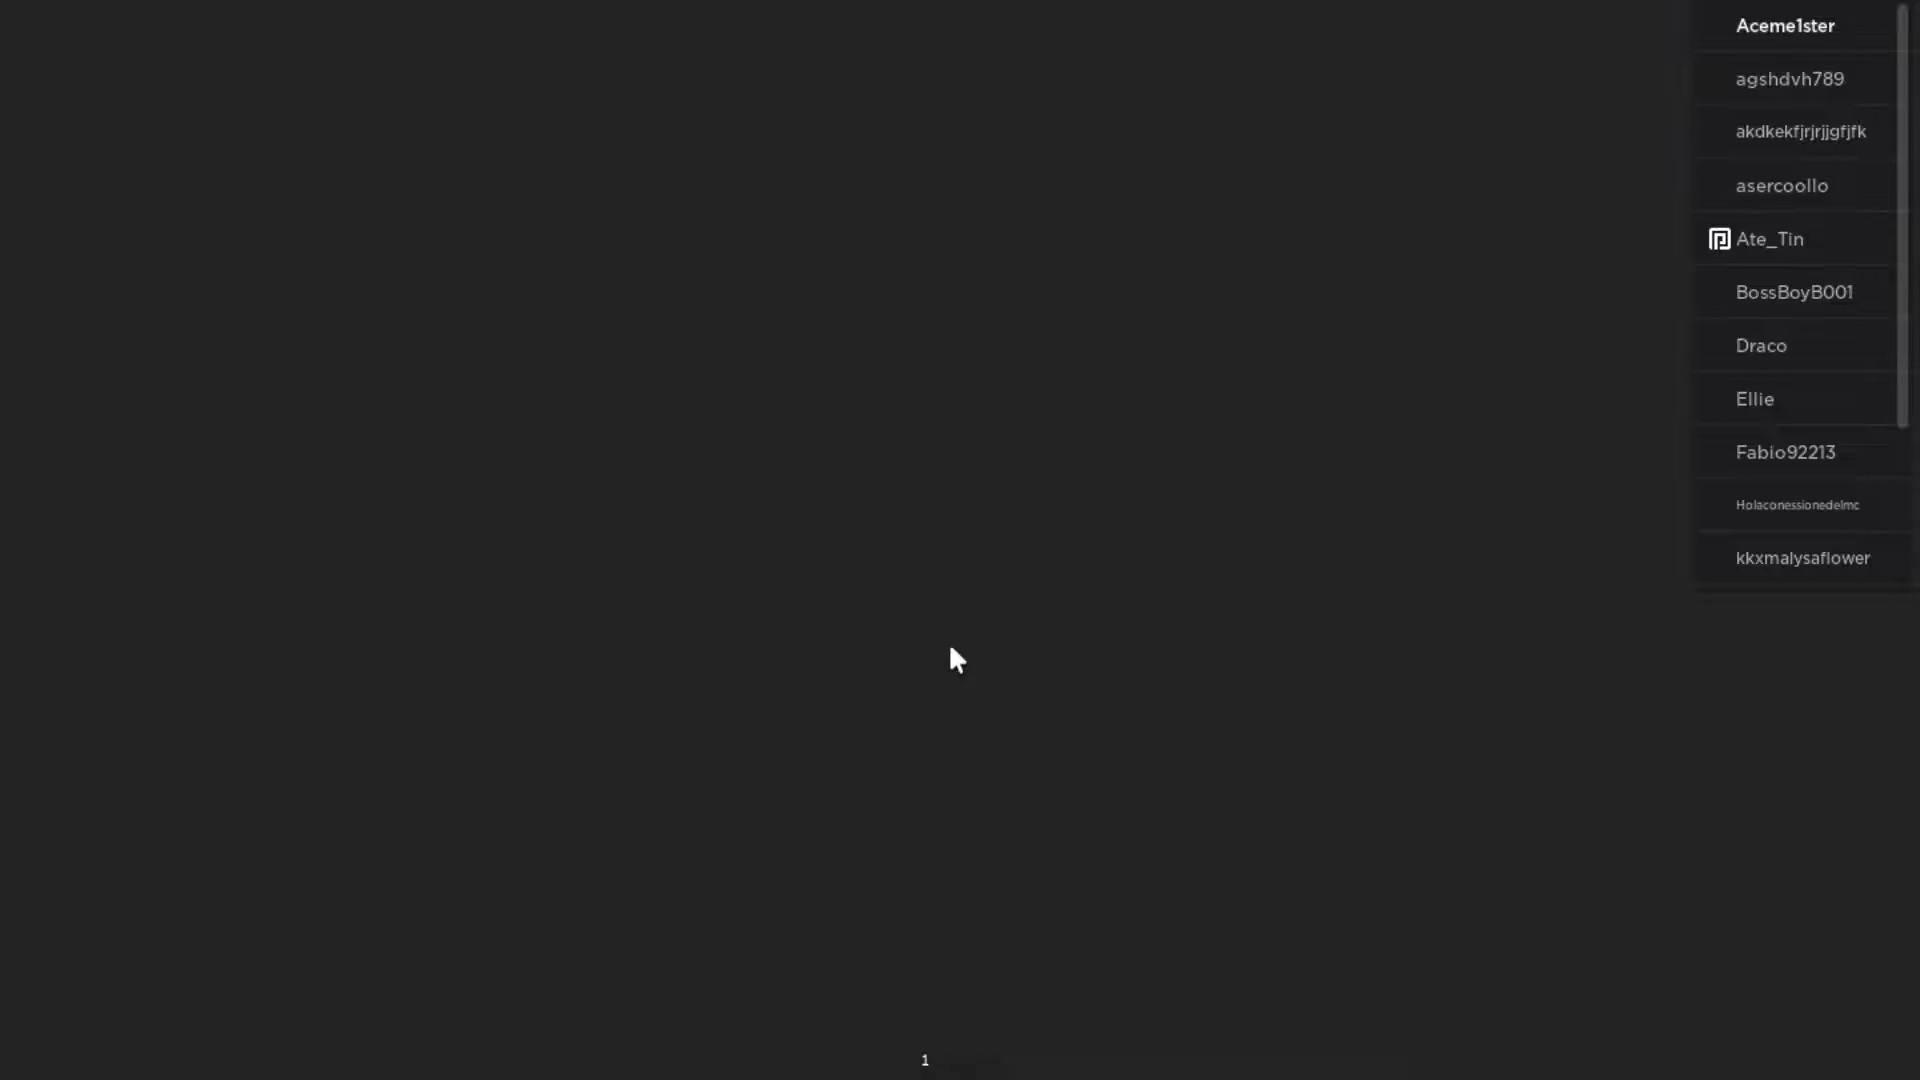 Aceme1ster
agshdvh789
akdkekfjrjrjjgfjfk
asercoollo
Ate_Tin
BossBoyB001
Draco
Ellie
Fabio92213
Holaconessionedelmc
kkxmalysaflower
1